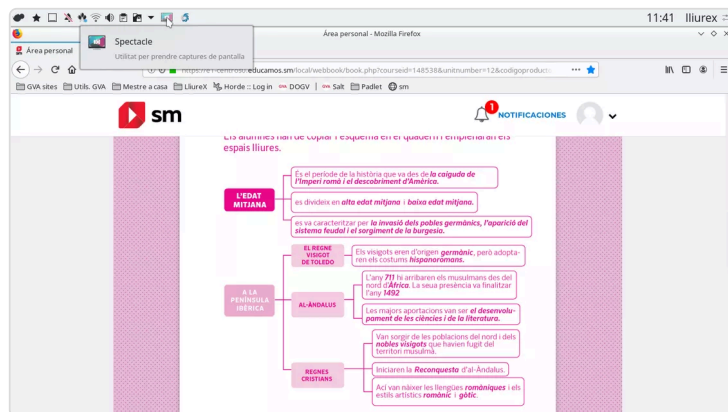 11:41 lliurex
Spectacle
Utilitat per prendre captures de pantalla
Área personal - Mozilla Firefox
Área personal
educamos.sm/local/webbook/book.php?courseid=148538&unitnumber=12&codigoproduct
GVA sites Utils. GVA Mestre a casa LliureX Horde :: Log in DOGV Salt Padlet sm
sm
1
NOTIFICACIONES
Els alumnes han de copiar l'esquema en el quadern i emplenaran els
espais lliures.
L'EDAT
MITJANA
És el període de la història que va des de la caiguda de
l'Imperi romà i el descobriment d'Amèrica.
es divideix en alta edat mitjana i baixa edat mitjana.
es va caracteritzar per la invasió dels pobles germànics, l'aparició del
sistema feudal i el sorgiment de la burgesia.
A LA
PENÍNSULA
IBÈRICA
EL REGNE
VISIGOT
DE TOLEDO
Els visigots eren d'origen germànic, però adopta-
ren els costums hispanoromans.
AL-ÀNDALUS
L'any 711 hi arribaren els musulmans des del
nord d'Àfrica. La seua presència va finalitzar
l'any 1492
Les majors aportacions van ser el desenvolu-
pament de les ciències i de la literatura.
REGNES
CRISTIANS
Van sorgir de les poblacions del nord i dels
nobles visigots que havien fugit del
territori musulmà.
Iniciaren la Reconquesta d'al-Àndalus.
Ací van nàixer les llengües romàniques i els
estils artístics romànic i gòtic.